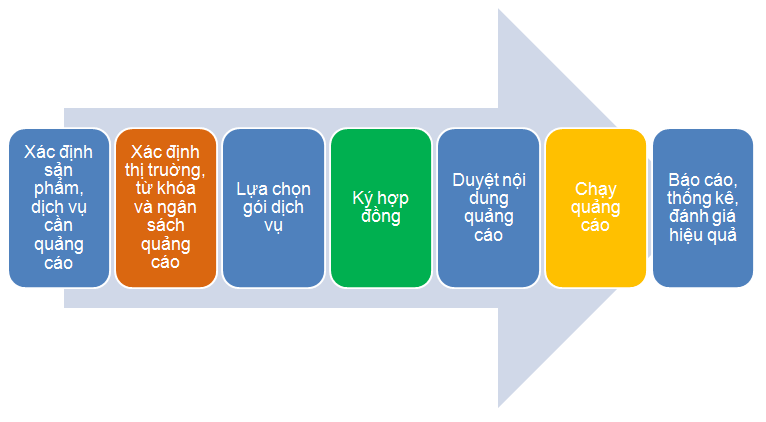 Xác định
sản
phẩm,
dịch vụ
cần
quảng
cáo
Xác định
thị truờng,
từ khóa
và ngân
sách
quảng
cáo
Lựa chọn
gói dịch
vụ
Ký hợp
đồng
Duyệt nội
dung
quảng
cáo
Chạy
quảng
cáo
Báo cáo,
thống kê,
đánh giá
hiệu quả